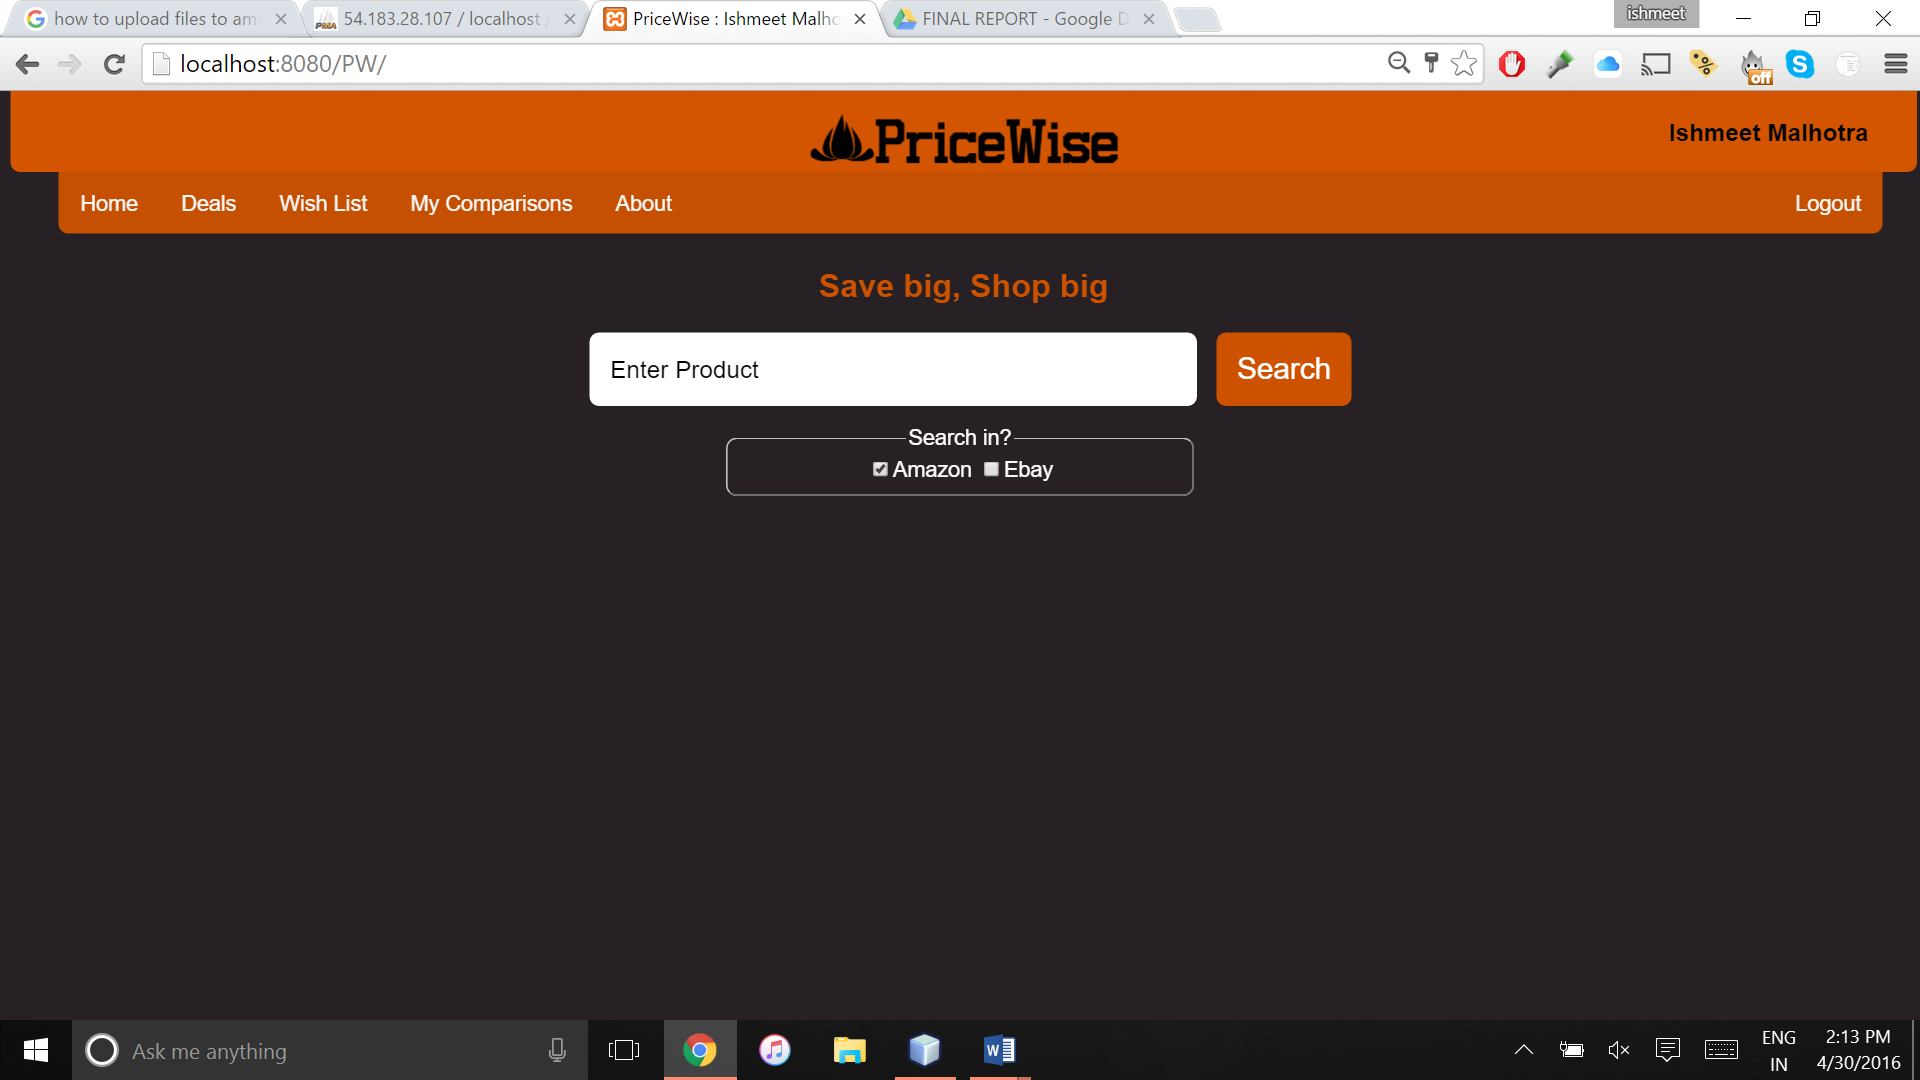 how to upload files to am
54.183.28.107 / localhost /
PriceWise : Ishmeet Malho
FINAL REPORT - Google D
ishmeet
localhost:8080/PW/
off
PriceWise
Ishmeet Malhotra
Home Deals Wish List My Comparisons About Logout
Save big, Shop big
Enter Product
Search
Search in?
Amazon Ebay
Ask me anything
ENG
IN
2:13 PM
4/30/2016